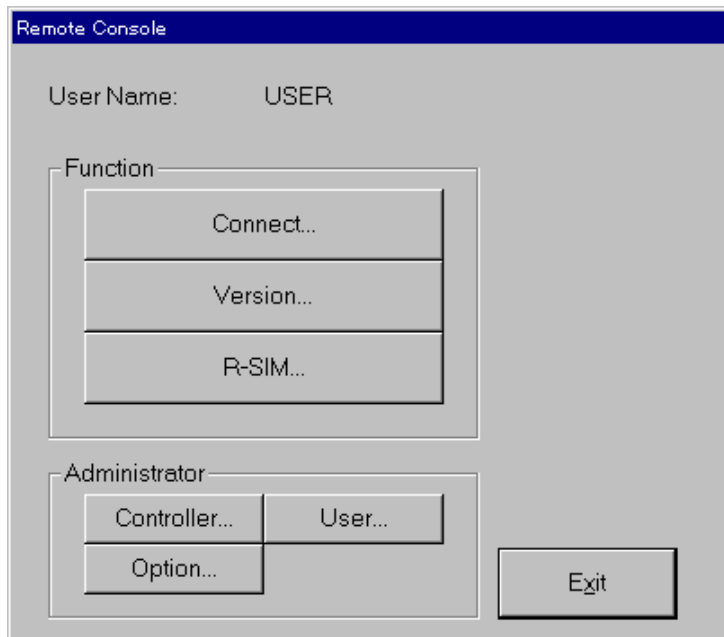 Remote Console
User Name: USER
Function
Connect...
Version...
R-SIM...
Administrator
Controller... User...
Option...
Exit